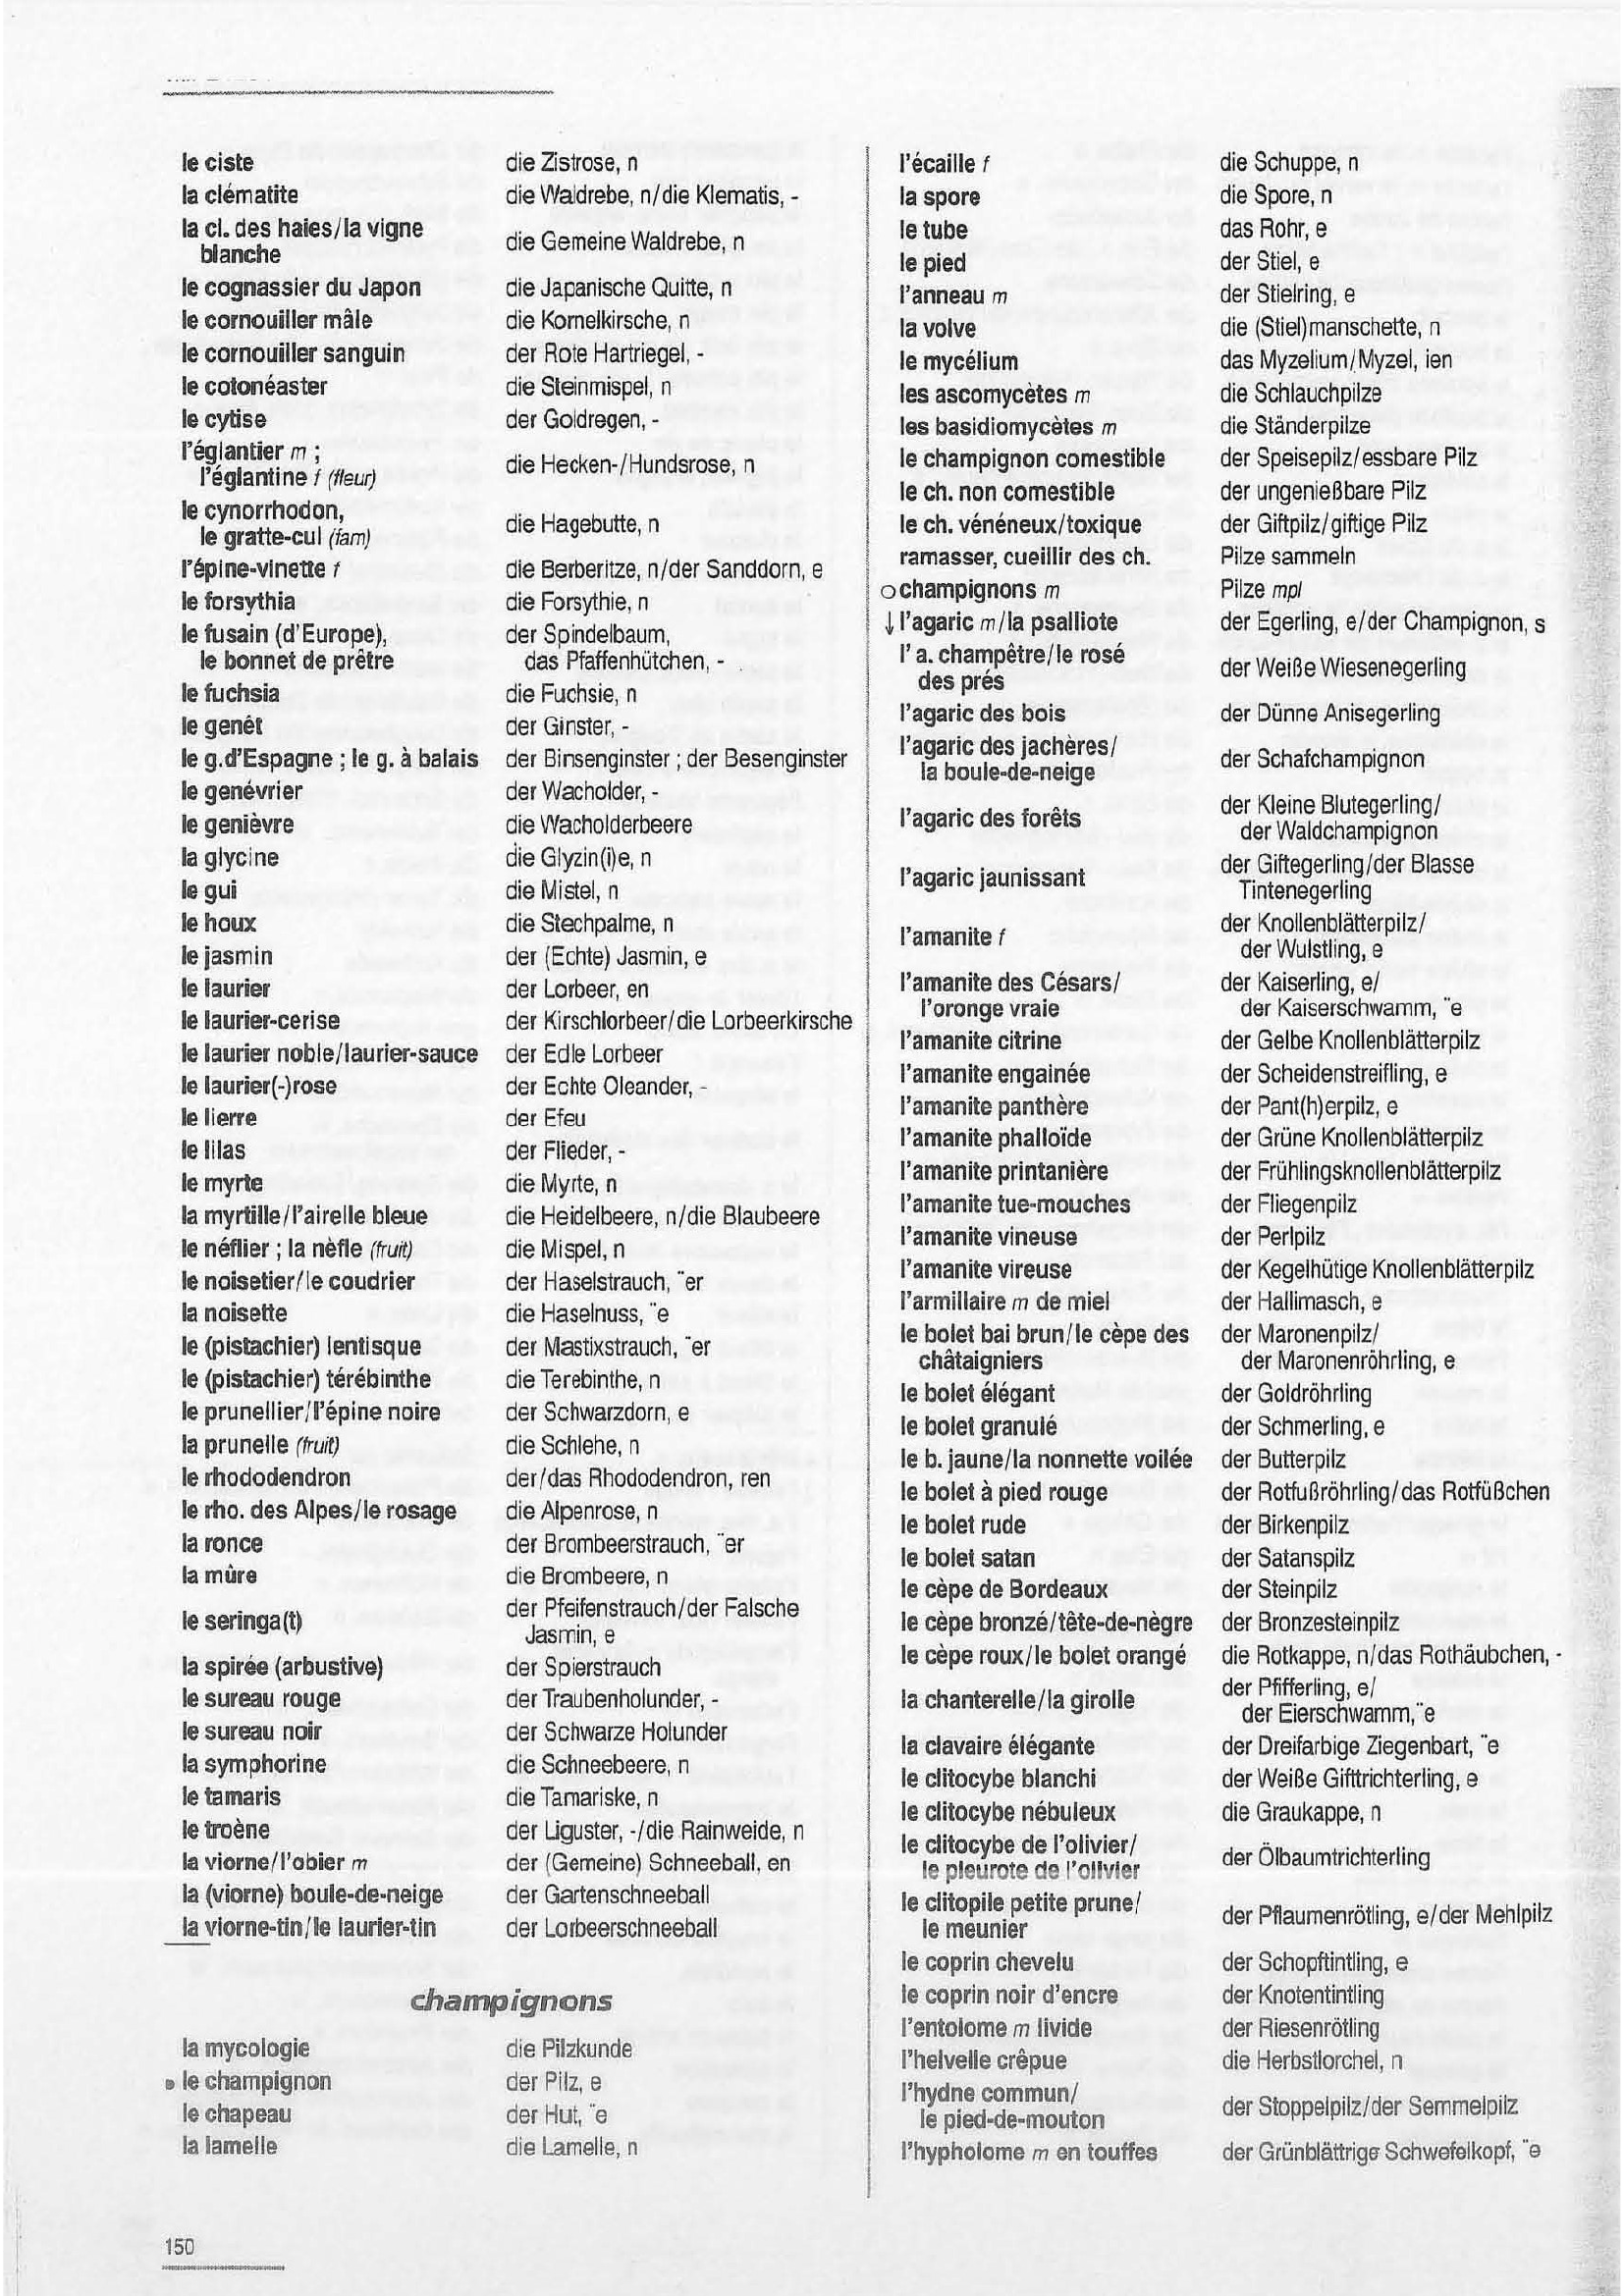 le ciste die Zistrose, n
la clématite die Waldrebe, n/die Klematis, -
la cl. des haies/la vigne
blanche die Gemeine Waldrebe, n
le cognassier du Japon die Japanische Quitte, n
le cornouiller mâle die Kornelkirsche, n
le cornouiller sanguin der Rote Hartriegel, -
le cotonéaster die Steinmispel, n
le cytise der Goldregen, -
l'églantier m ;
l'églantine f (fleur) die Hecken-/Hundsrose, n
le cynorrhodon,
le gratte-cul (fam) die Hagebutte, n
l'épine-vinette f die Berberitze, n/der Sanddorn, e
le forsythia die Forsythie, n
le fusain (d'Europe), der Spindelbaum,
le bonnet de prêtre das Pfaffenhütchen, -
le fuchsia die Fuchsie, n
le genêt der Ginster, -
le g.d'Espagne ; le g. à balais der Binsenginster ; der Besenginster
le genévrier der Wacholder, -
le genièvre die Wacholderbeere
la glycine die Glyzin(i)e, n
le gui die Mistel, n
le houx die Stechpalme, n
le jasmin der (Echte) Jasmin, e
le laurier der Lorbeer, en
le laurier-cerise der Kirschlorbeer/die Lorbeerkirsche
le laurier noble/laurier-sauce der Edle Lorbeer
le laurier(-)rose der Echte Oleander, -
le lierre der Efeu
le lilas der Flieder, -
le myrte die Myrte, n
la myrtille/l'airelle bleue die Heidelbeere, n/die Blaubeere
le néflier ; la nèfle (fruit) die Mispel, n
le noisetier/le coudrier der Haselstrauch, ¨er
la noisette die Haselnuss, ¨e
le (pistachier) lentisque der Mastixstrauch, ¨er
le (pistachier) térébinthe die Terebinthe, n
le prunellier/l'épine noire der Schwarzdorn, e
la prunelle (fruit) die Schlehe, n
le rhododendron der/das Rhododendron, ren
le rho. des Alpes/le rosage die Alpenrose, n
la ronce der Brombeerstrauch, ¨er
la mûre die Brombeere, n
le seringa(t) der Pfeifenstrauch/der Falsche
Jasmin, e
la spirée (arbustive) der Spierstrauch
le sureau rouge der Traubenholunder, -
le sureau noir der Schwarze Holunder
la symphorine die Schneebeere, n
le tamaris die Tamariske, n
le troène der Liguster, -/die Rainweide, n
la viorne/l'obier m der (Gemeine) Schneeball, en
la (viorne) boule-de-neige der Gartenschneeball
la viorne-tin/le laurier-tin der Lorbeerschneeball
champignons
la mycologie die Pilzkunde
le champignon der Pilz, e
le chapeau der Hut, ¨e
la lamelle die Lamelle, n
l'écaille f die Schuppe, n
la spore die Spore, n
le tube das Rohr, e
le pied der Stiel, e
l'anneau m der Stielring, e
la volve die (Stiel)manschette, n
le mycélium das Myzelium/Myzel, ien
les ascomycètes m die Schlauchpilze
les basidiomycètes m die Ständerpilze
le champignon comestible der Speisepilz/essbare Pilz
le ch. non comestible der ungenießbare Pilz
le ch. vénéneux/toxique der Giftpilz/giftige Pilz
ramasser, cueillir des ch. Pilze sammeln
o champignons m Pilze mpl
↓ l'agaric m/la psalliote der Egerling, e/der Champignon, s
l' a. champêtre/le rosé
des prés der Weiße Wiesenegerling
l'agaric des bois der Dünne Anisegerling
l'agaric des jachères/
la boule-de-neige der Schafchampignon
l'agaric des forêts der Kleine Blutegerling/
der Waldchampignon
l'agaric jaunissant der Giftegerling/der Blasse
Tintenegerling
l'amanite f der Knollenblätterpilz/
der Wulstling, e
l'amanite des Césars/ der Kaiserling, e/
l'oronge vraie der Kaiserschwamm, ¨e
l'amanite citrine der Gelbe Knollenblätterpilz
l'amanite engainée der Scheidenstreifling, e
l'amanite panthère der Pant(h)erpilz, e
l'amanite phalloïde der Grüne Knollenblätterpilz
l'amanite printanière der Frühlingsknollenblätterpilz
l'amanite tue-mouches der Fliegenpilz
l'amanite vineuse der Perlpilz
l'amanite vireuse der Kegelhütige Knollenblätterpilz
l'armillaire m de miel der Hallimasch, e
le bolet bai brun/le cèpe des der Maronenpilz/
châtaigniers der Maronenröhrling, e
le bolet élégant der Goldröhrling
le bolet granulé der Schmerling, e
le b. jaune/la nonnette voilée der Butterpilz
le bolet à pied rouge der Rotfußröhrling/das Rotfüßchen
le bolet rude der Birkenpilz
le bolet satan der Satanspilz
le cèpe de Bordeaux der Steinpilz
le cèpe bronzé/tête-de-nègre der Bronzesteinpilz
le cèpe roux/le bolet orangé die Rotkappe, n/das Rothäubchen, -
la chanterelle/la girolle der Pfifferling, e/
der Eierschwamm, ¨e
la clavaire élégante der Dreifarbige Ziegenbart, ¨e
le clitocybe blanchi der Weiße Gifttrichterling, e
le clitocybe nébuleux die Graukappe, n
le clitocybe de l'olivier/
le pleurote de l'olivier der Ölbaumtrichterling
le clitopile petite prune/
le meunier der Pflaumenrötling, e/der Mehlpilz
le coprin chevelu der Schopftintling, e
le coprin noir d'encre der Knotentintling
l'entolome m livide der Riesenrötling
l'helvelle crêpue die Herbstlorchel, n
l'hydne commun/
le pied-de-mouton der Stoppelpilz/der Semmelpilz
l'hypholome m en touffes der Grünblättrige Schwefelkopf, ¨e
150